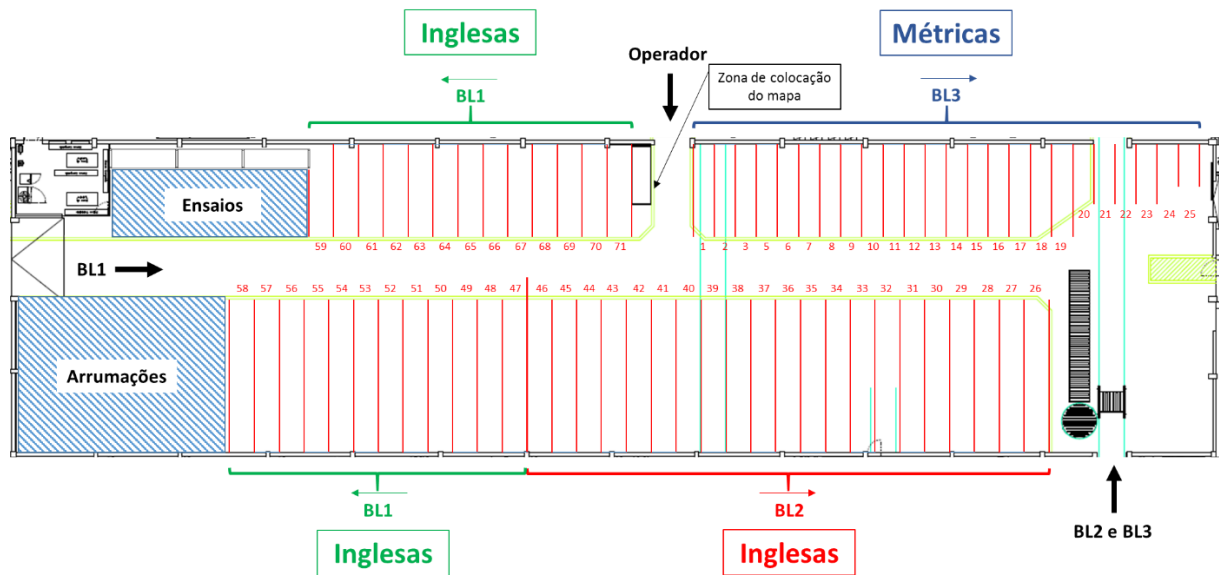 Inglesas
Métricas
Operador
Zona de colocação
do mapa
BL1
BL3
Ensaios
59 60 61 62 63 64 65 66 67 68 69 70 71
1 2 3 5 6 7 8 9 10 11 12 13 14 15 16 17 18 19
20 21 22 23 24 25
BL1
58 57 56 55 54 53 52 51 50 49 48 47 46 45 44 43 42 41 40 39 38 37 36 35 34 33 32 31 30 29 28 27 26
Arrumações
BL1
BL2
BL2 e BL3
Inglesas
Inglesas